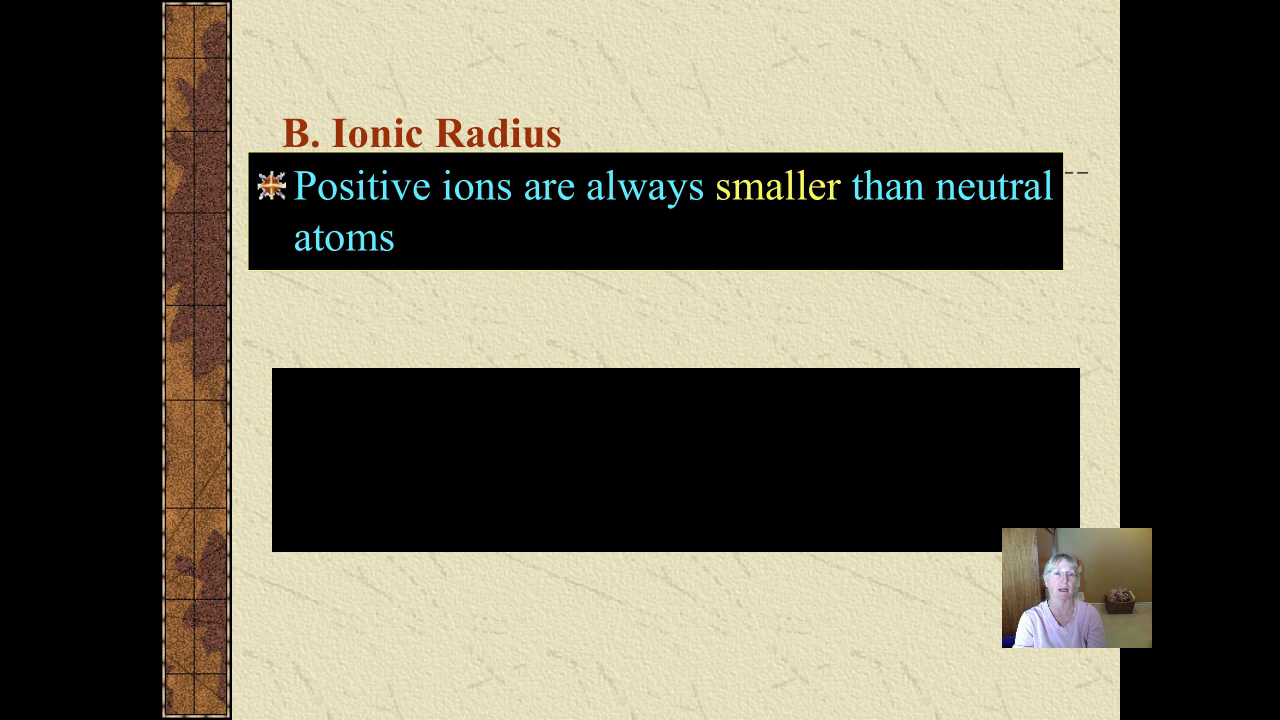 B. Ionic Radius
Positive ions are always smaller than neutral
atoms